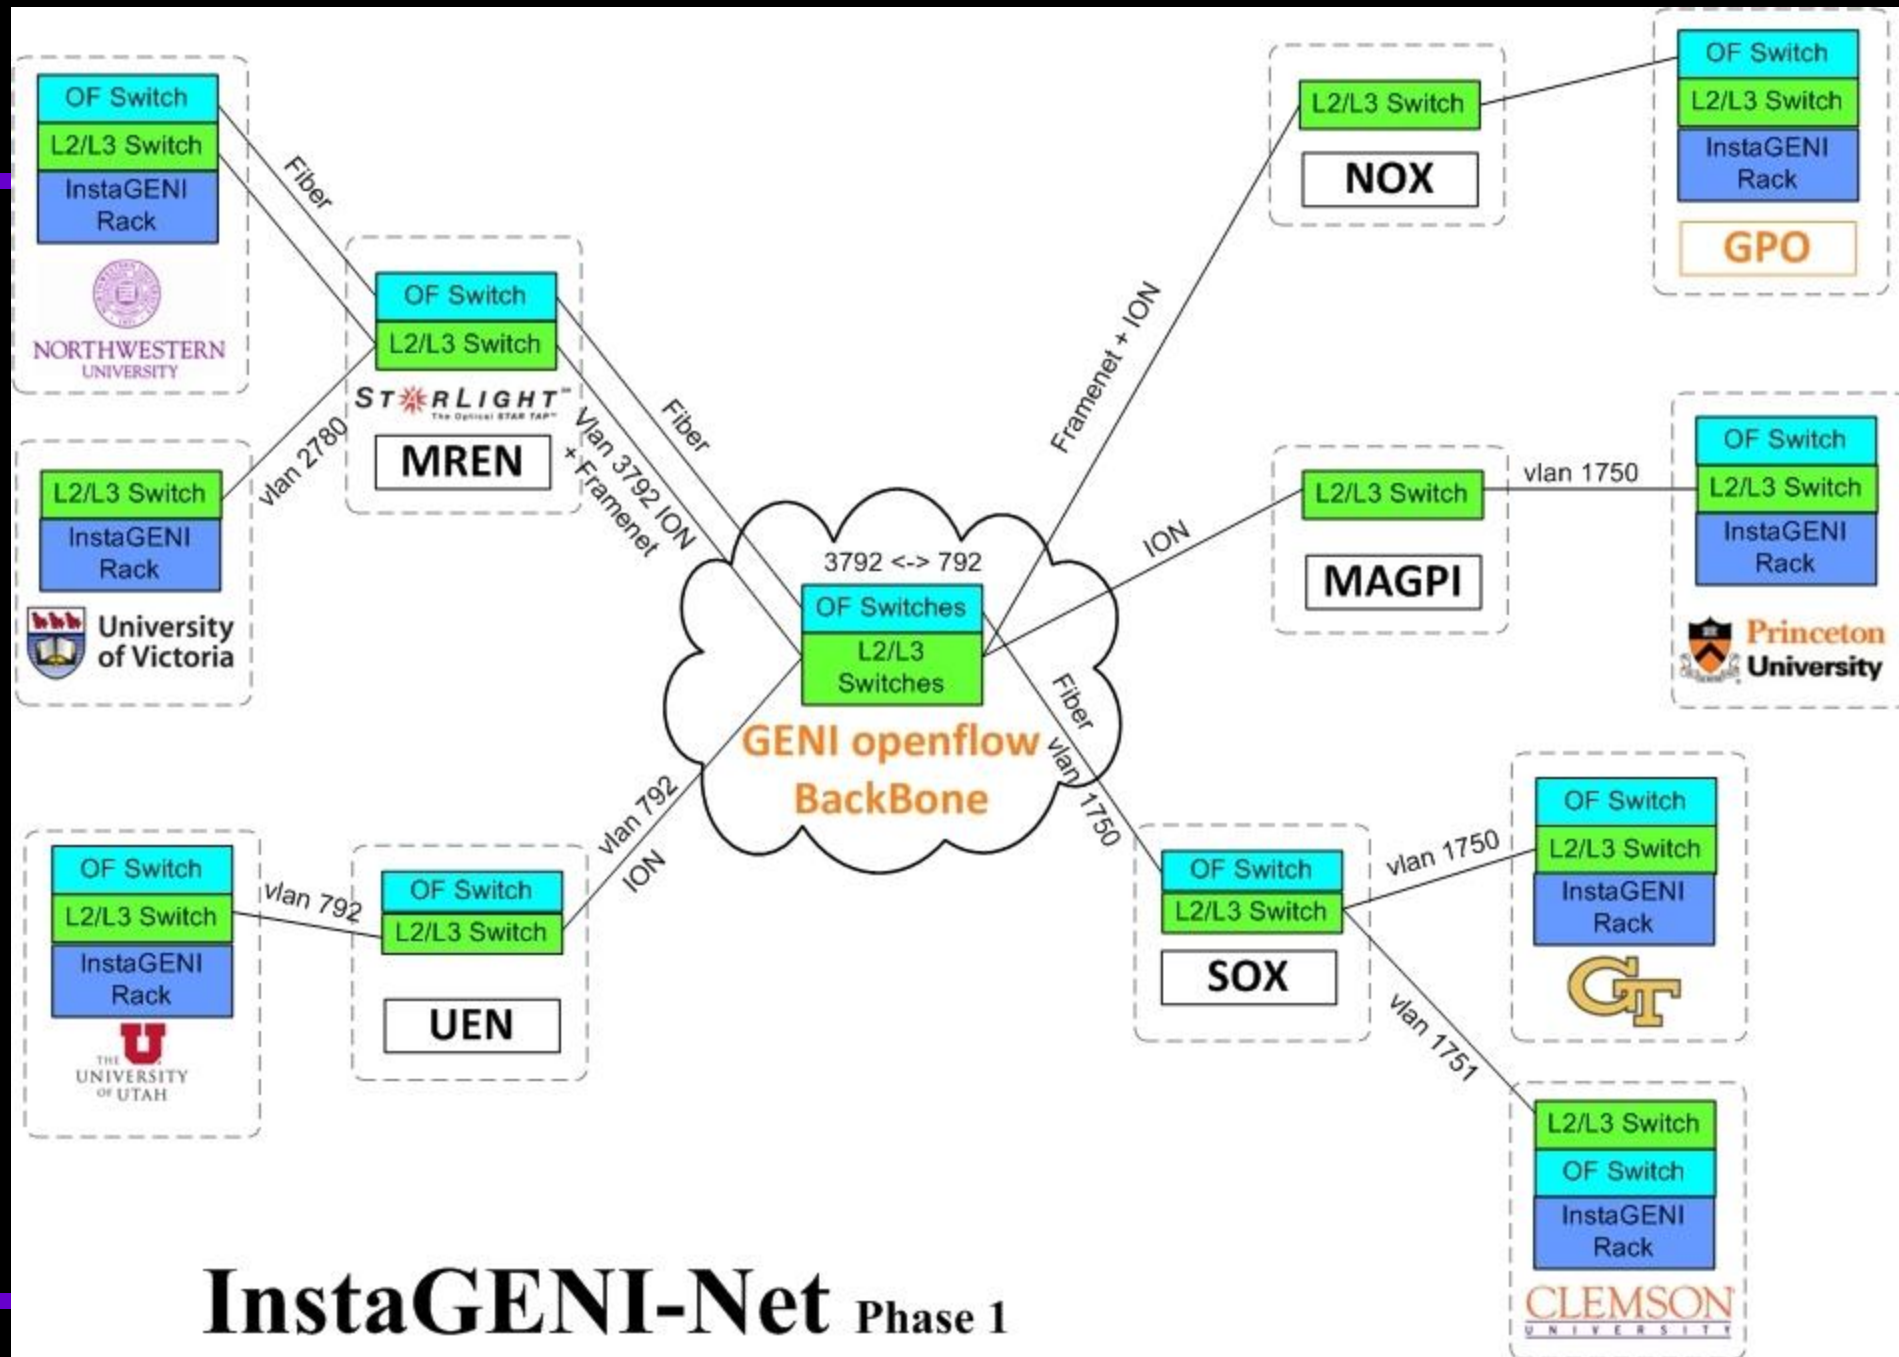 OF Switch
L2/L3 Switch
InstaGENI
Rack
NORTHWESTERN
UNIVERSITY
Fiber
OF Switch
L2/L3 Switch
STARLIGHT
The Optical STAR TAP
MREN
L2/L3 Switch
InstaGENI
Rack
University
of Victoria
vlan 2780
Fiber
Vlan 3792 ION
+ Framenet
OF Switch
L2/L3 Switch
InstaGENI
Rack
THE
UNIVERSITY
OF UTAH
vlan 792
OF Switch
L2/L3 Switch
UEN
vlan 792
ION
3792 <-> 792
OF Switches
L2/L3
Switches
GENI openflow
BackBone
Framenet + ION
L2/L3 Switch
NOX
OF Switch
L2/L3 Switch
InstaGENI
Rack
GPO
ION
L2/L3 Switch
MAGPI
vlan 1750
OF Switch
L2/L3 Switch
InstaGENI
Rack
Princeton
University
Fiber
vlan 1750
OF Switch
L2/L3 Switch
SOX
vlan 1750
OF Switch
L2/L3 Switch
InstaGENI
Rack
GT
vlan 1751
L2/L3 Switch
OF Switch
InstaGENI
Rack
CLEMSON
UNIVERSITY
InstaGENI-Net Phase 1